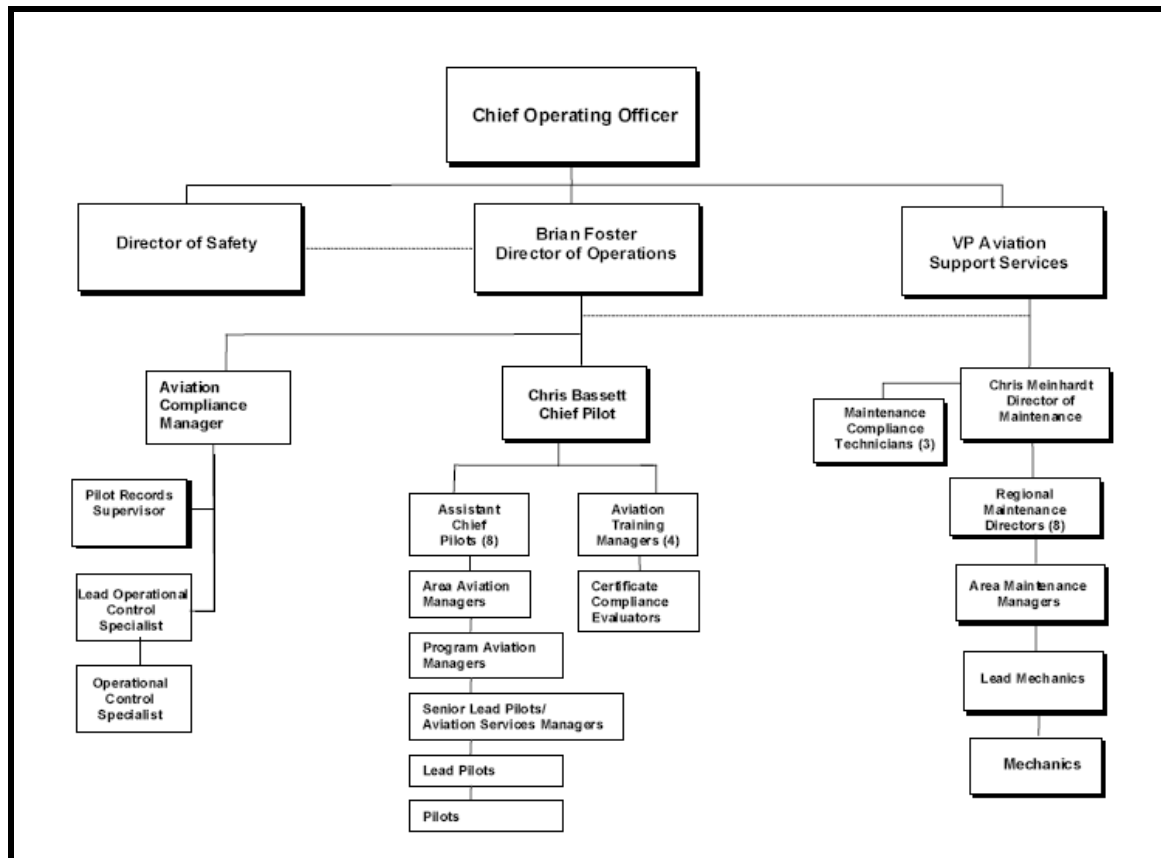 Chief Operating Officer
Director of Safety
Brian Foster
Director of Operations
VP Aviation
Support Services
Aviation
Compliance
Manager
Chris Bassett
Chief Pilot
Maintenance
Compliance
Technicians (3)
Chris Meinhardt
Director of
Maintenance
Pilot Records
Supervisor
Assistant
Chief
Pilots (8)
Aviation
Training
Managers (4)
Regional
Maintenance
Directors (8)
Lead Operational
Control
Specialist
Area Aviation
Managers
Certificate
Compliance
Evaluators
Area Maintenance
Managers
Operational
Control
Specialist
Program Aviation
Managers
Lead Mechanics
Senior Lead Pilots/
Aviation Services Managers
Lead Pilots
Mechanics
Pilots